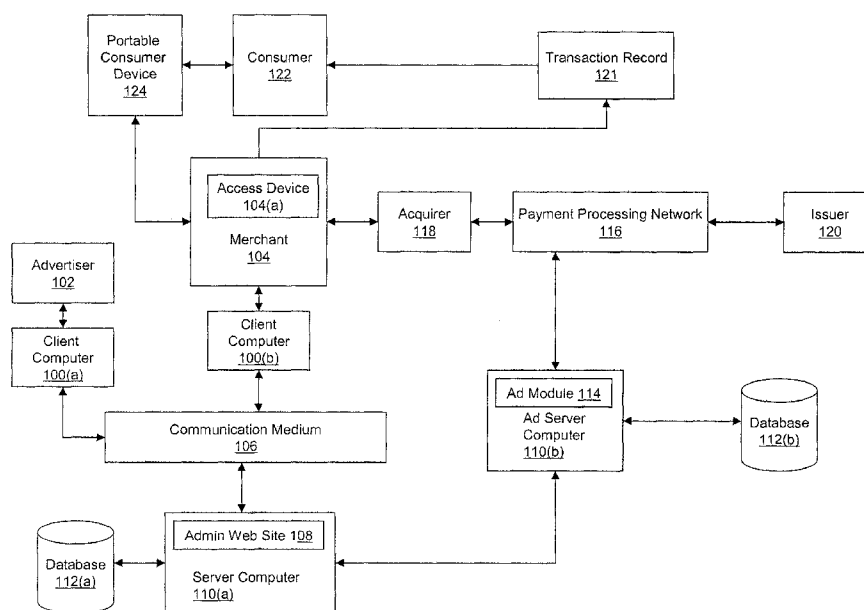 Portable
Consumer
Device
124
Consumer
122
Transaction Record
121
Access Device
104(a)
Merchant
104
Acquirer
118
Payment Processing Network
116
Issuer
120
Advertiser
102
Client
Computer
100(a)
Client
Computer
100(b)
Communication Medium
106
Ad Module 114
Ad Server
Computer
110(b)
Database
112(b)
Admin Web Site 108
Server Computer
110(a)
Database
112(a)